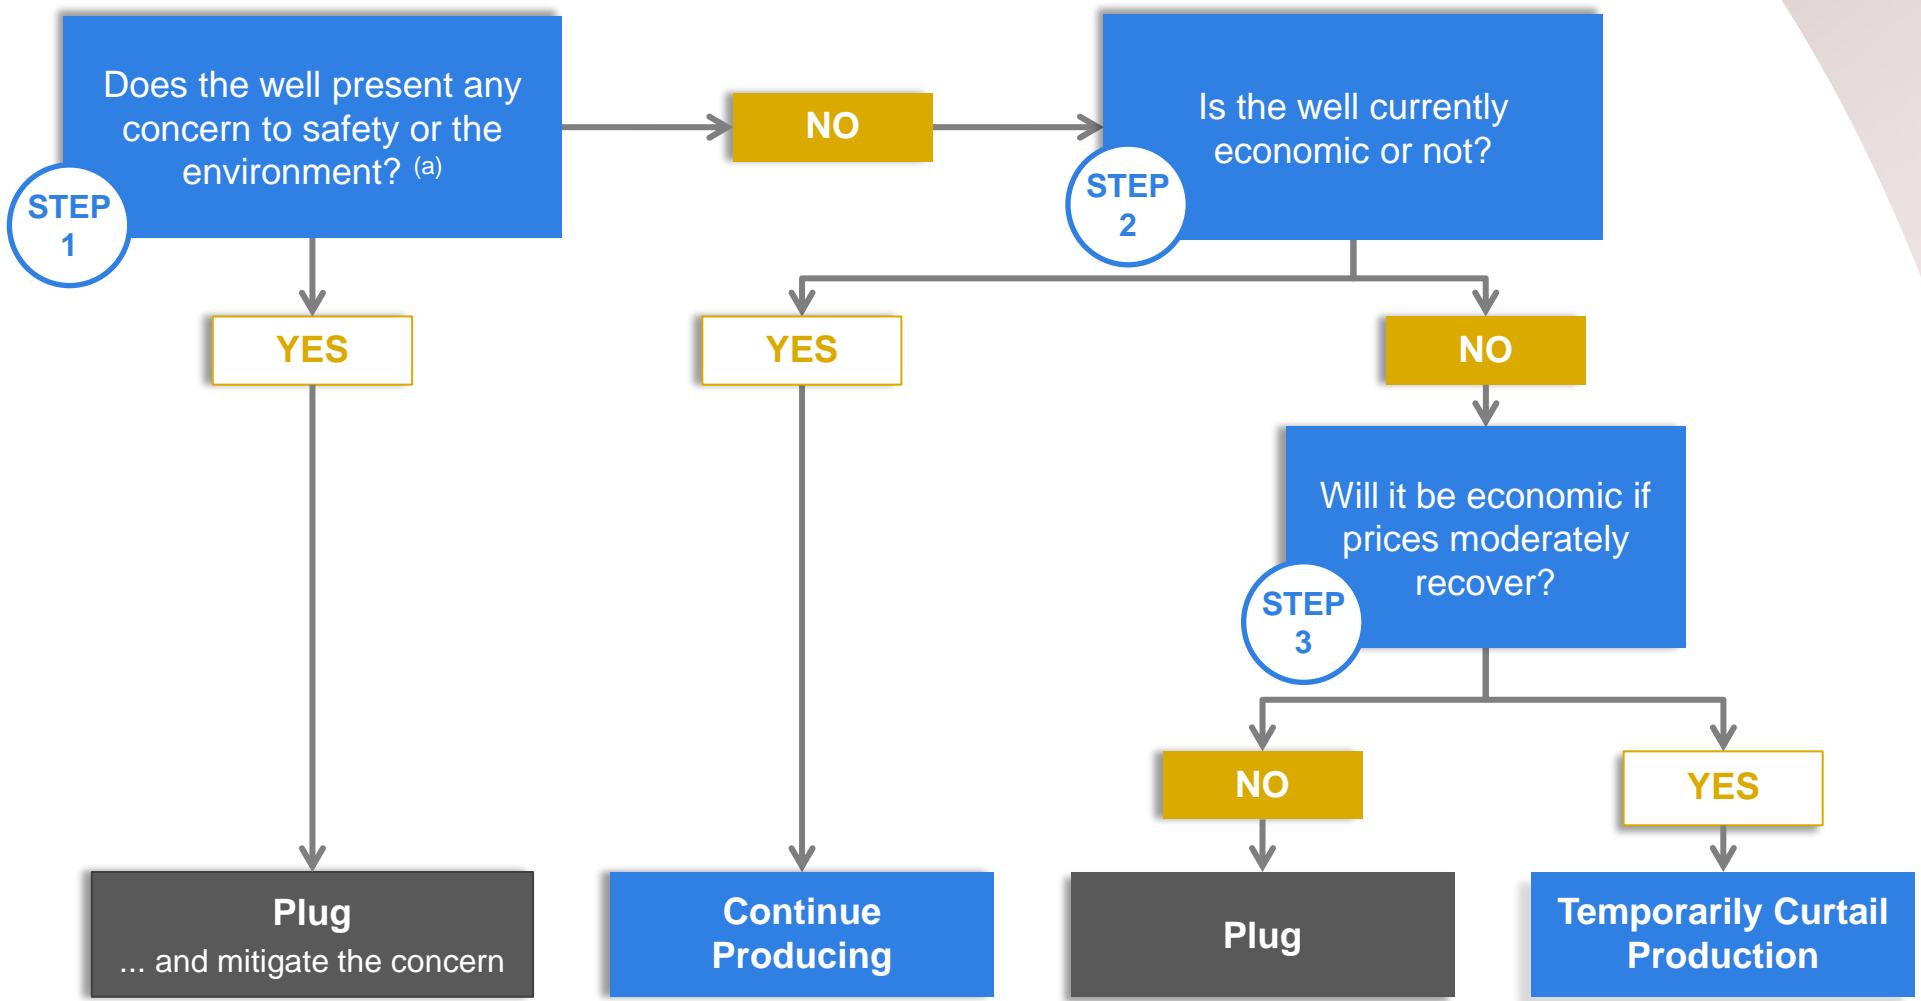 Does the well present any
concern to safety or the
environment? (a)
STEP
1
NO
Is the well currently
economic or not?
STEP
2
YES
YES
NO
Will it be economic if
prices moderately
recover?
STEP
3
NO
YES
Plug
... and mitigate the concern
Continue
Producing
Plug
Temporarily Curtail
Production